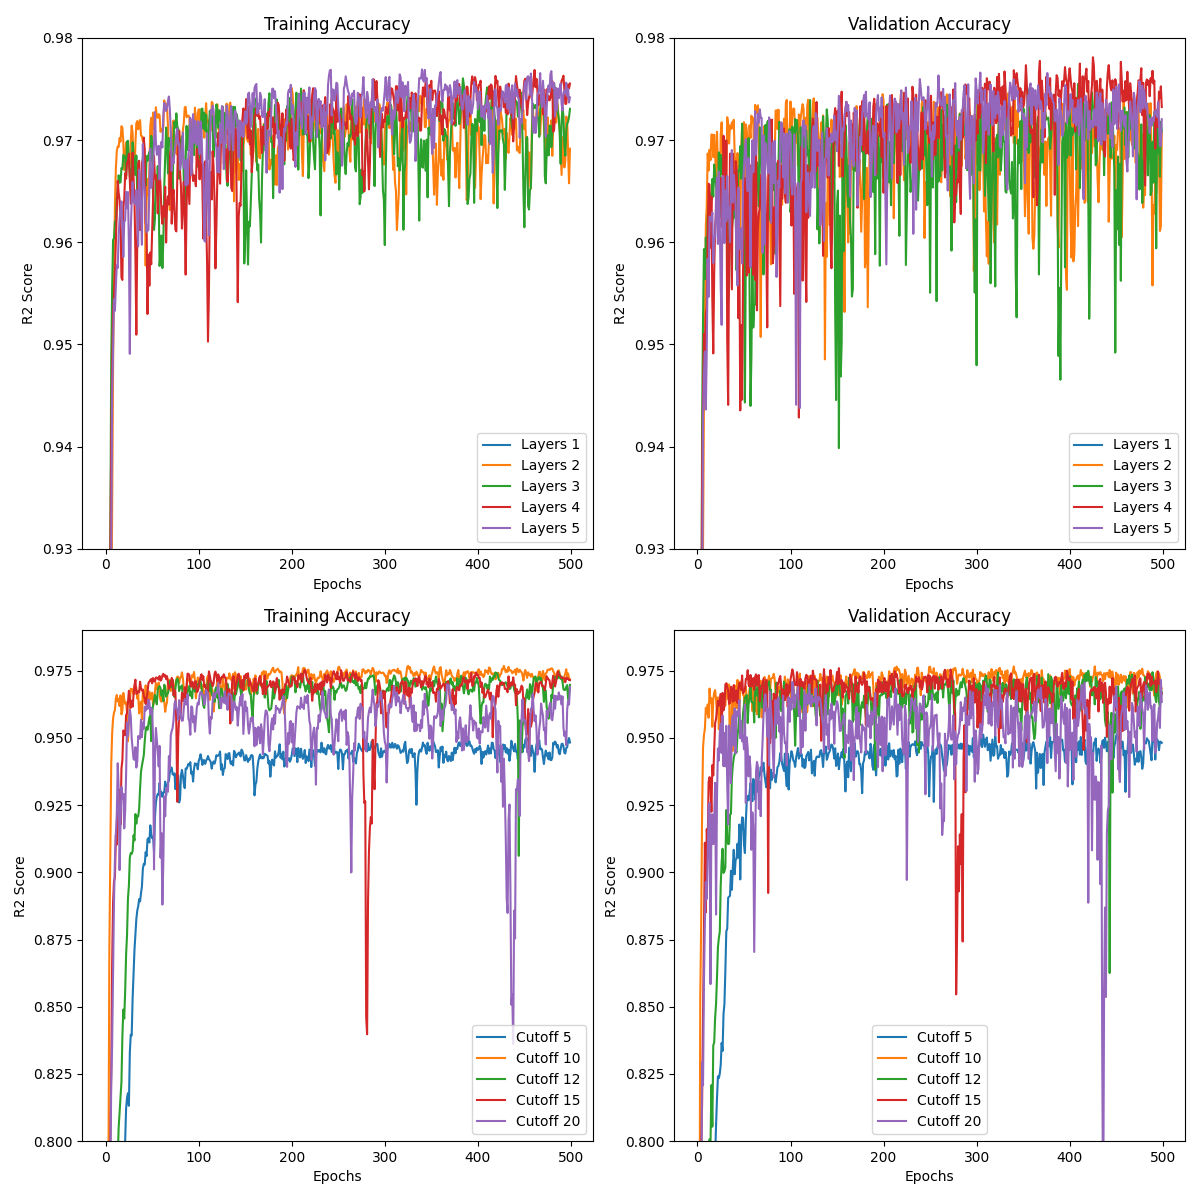 Training Accuracy
0.98
0.97
0.96
0.95
0.94
0.93
R2 Score
0
100
200
300
400
500
Epochs
Layers 1
Layers 2
Layers 3
Layers 4
Layers 5
Validation Accuracy
0.98
0.97
0.96
0.95
0.94
0.93
R2 Score
0
100
200
300
400
500
Epochs
Layers 1
Layers 2
Layers 3
Layers 4
Layers 5
Training Accuracy
0.975
0.950
0.925
0.900
0.875
0.850
0.825
0.800
R2 Score
0
100
200
300
400
500
Epochs
Cutoff 5
Cutoff 10
Cutoff 12
Cutoff 15
Cutoff 20
Validation Accuracy
0.975
0.950
0.925
0.900
0.875
0.850
0.825
0.800
R2 Score
0
100
200
300
400
500
Epochs
Cutoff 5
Cutoff 10
Cutoff 12
Cutoff 15
Cutoff 20